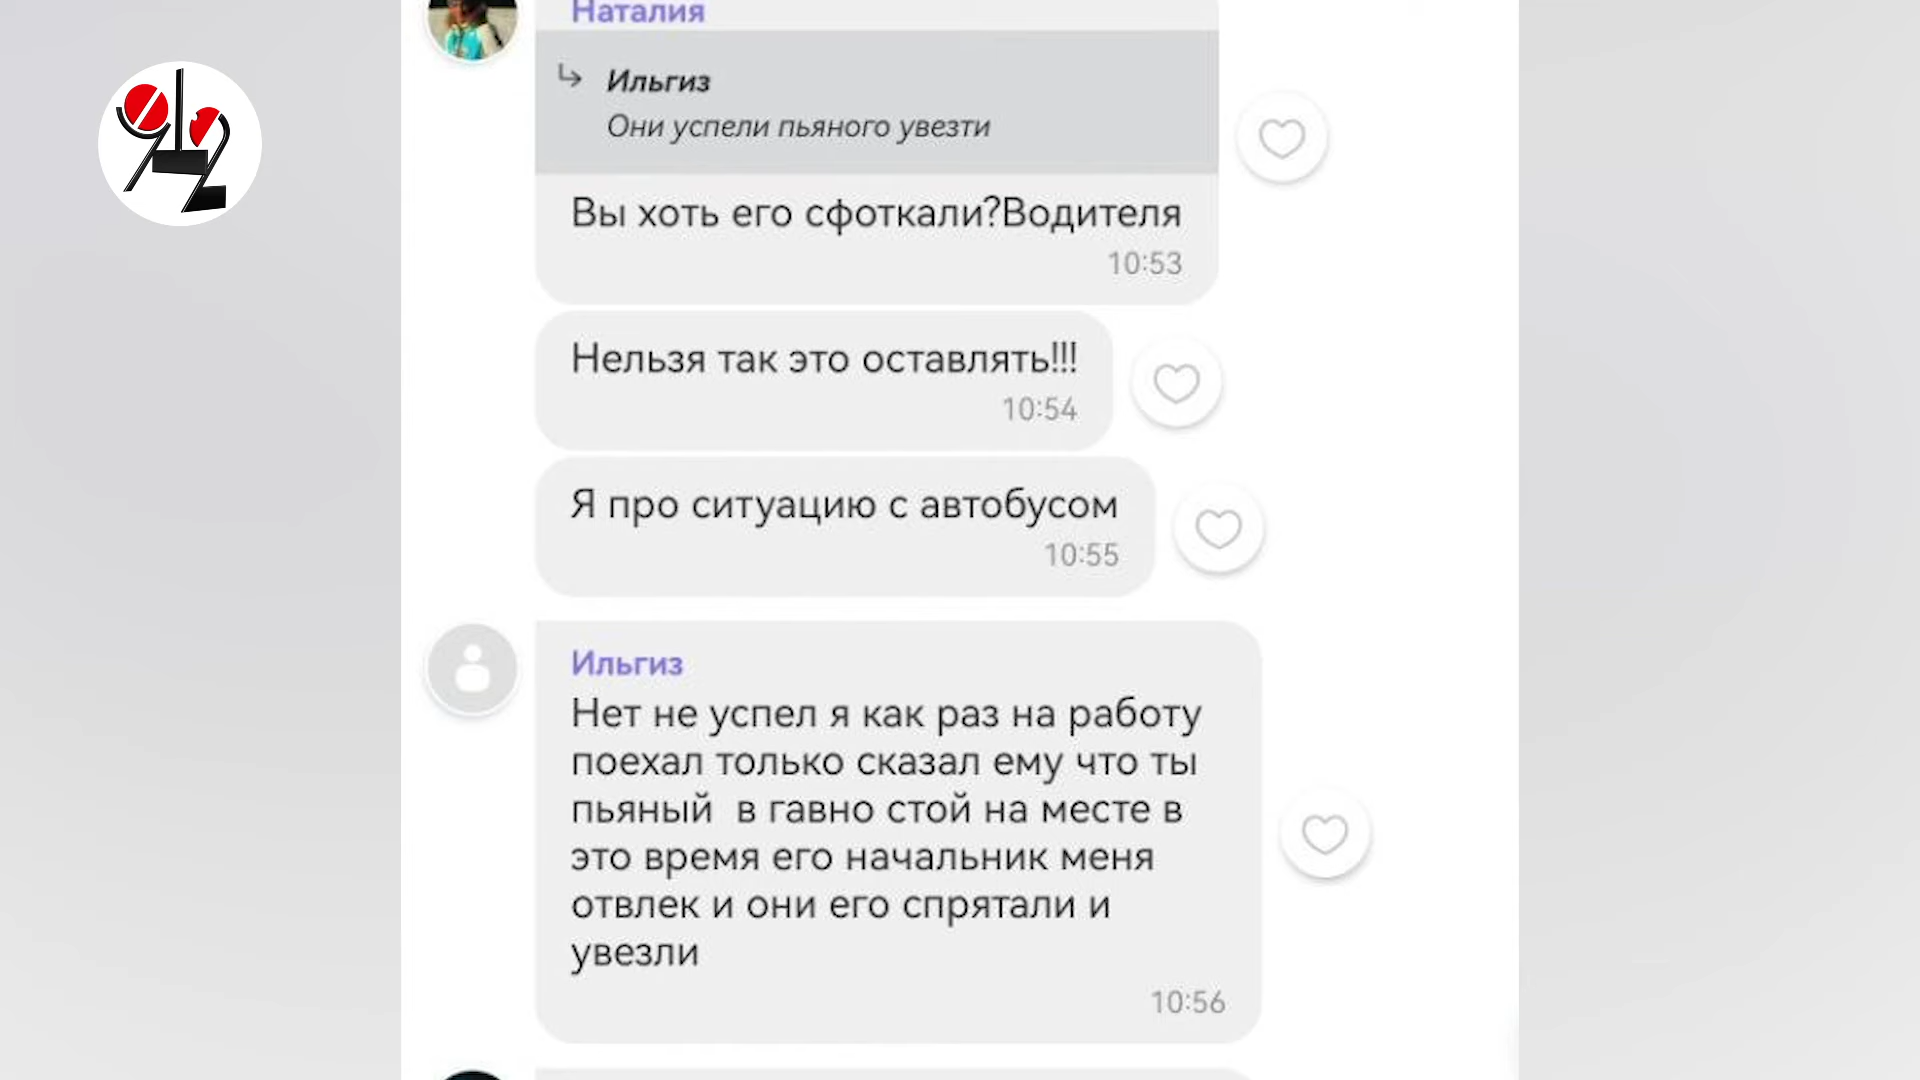 Наталия
Ильгиз
Они успели пьяного увезти
Вы хоть его сфоткали?Водителя
10:53
Нельзя так это оставлять!!!
10:54
Я про ситуацию с автобусом
10:55
Ильгиз
Нет не успел я как раз на работу
поехал только сказал ему что ты
пьяный  в гавно стой на месте в
это время его начальник меня
отвлек и они его спрятали и
увезли
10:56